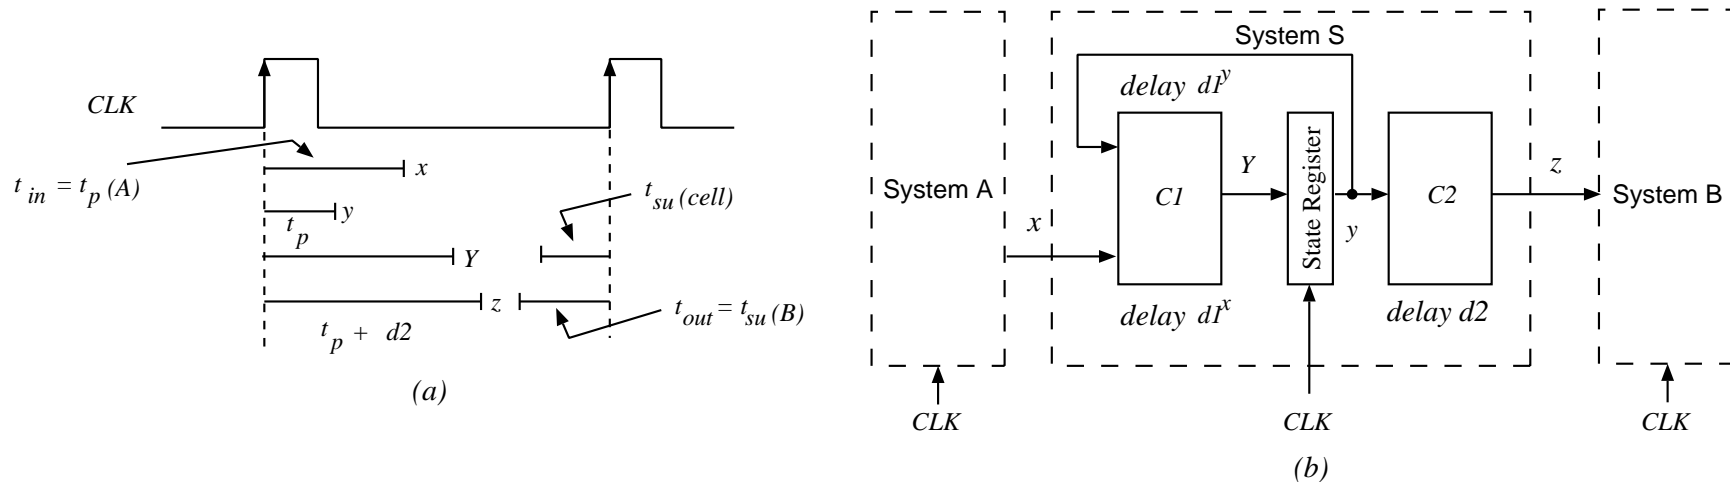 CLK
t_in = t_p (A)
x
t_p
y
t_su (cell)
Y
z
t_p + d2
t_out = t_su (B)
(a)
System A
CLK
x
System S
delay d1^y
C1
delay d1^x
Y
State Register
y
CLK
C2
delay d2
z
System B
CLK
(b)